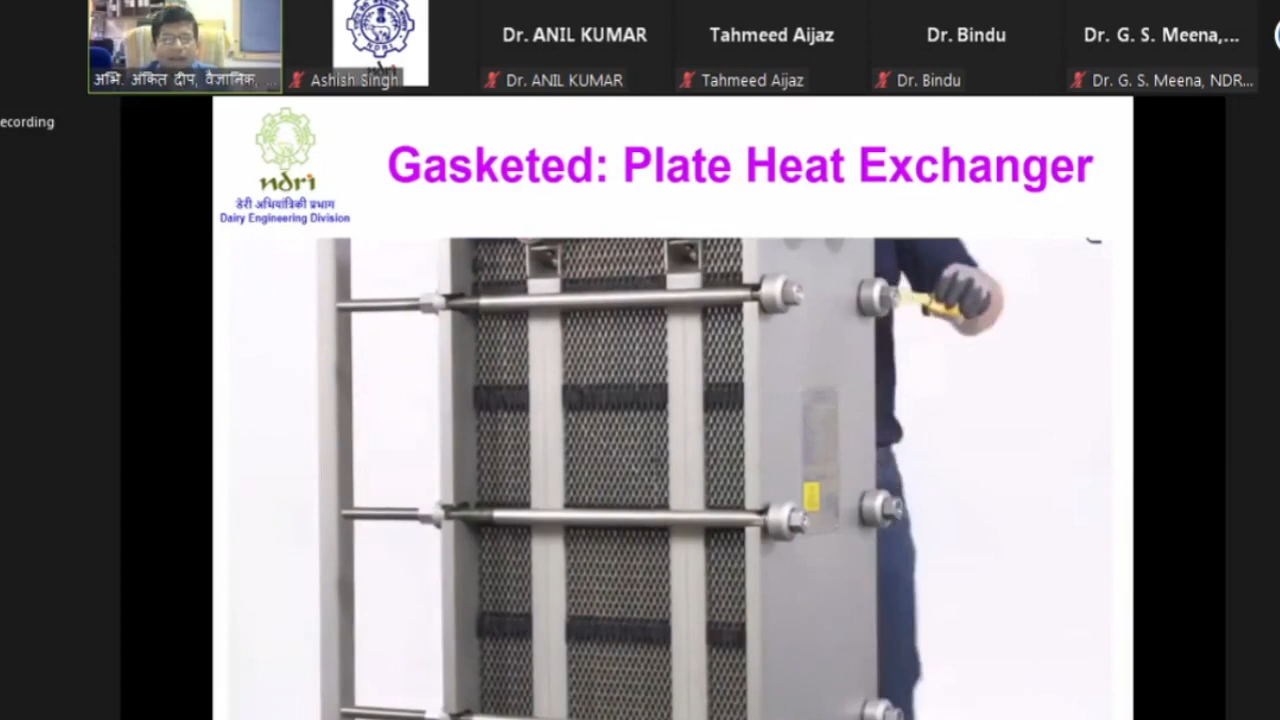 Dr. ANIL KUMAR
Tahmeed Aijaz
Dr. Bindu
Dr. G. S. Meena,...
अभि. अंकित दीप, वैज्ञानिक, ...
Ashish Singh
Dr. ANIL KUMAR
Tahmeed Aijaz
Dr. Bindu
Dr. G. S. Meena, NDR...
ecording
ndri
डेरी अभियांत्रिकी प्रभाग
Dairy Engineering Division
Gasketed: Plate Heat Exchanger